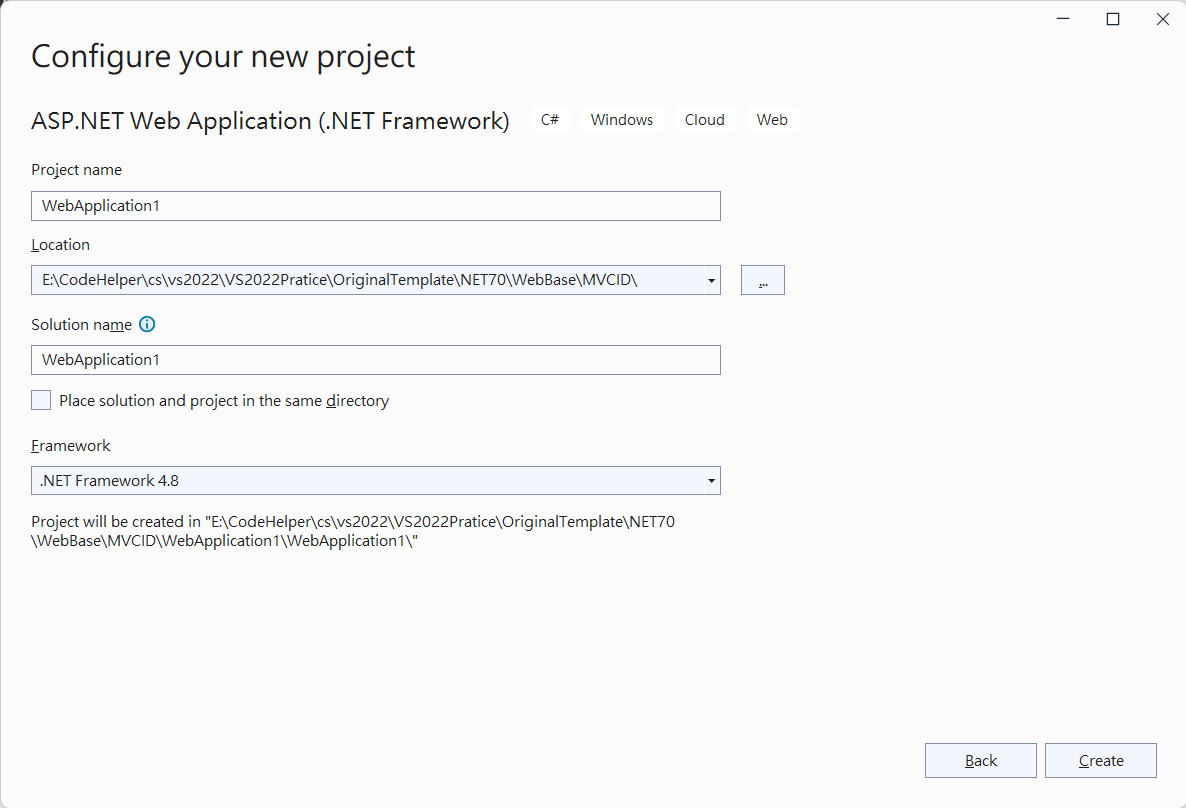 Configure your new project
ASP.NET Web Application (.NET Framework) C# Windows Cloud Web
Project name
WebApplication1
Location
E:\CodeHelper\cs\vs2022\VS2022Pratice\OriginalTemplate\NET70\WebBase\MVCID\
...
Solution name
WebApplication1
Place solution and project in the same directory
Framework
.NET Framework 4.8
Project will be created in "E:\CodeHelper\cs\vs2022\VS2022Pratice\OriginalTemplate\NET70
\WebBase\MVCID\WebApplication1\WebApplication1\"
Back Create